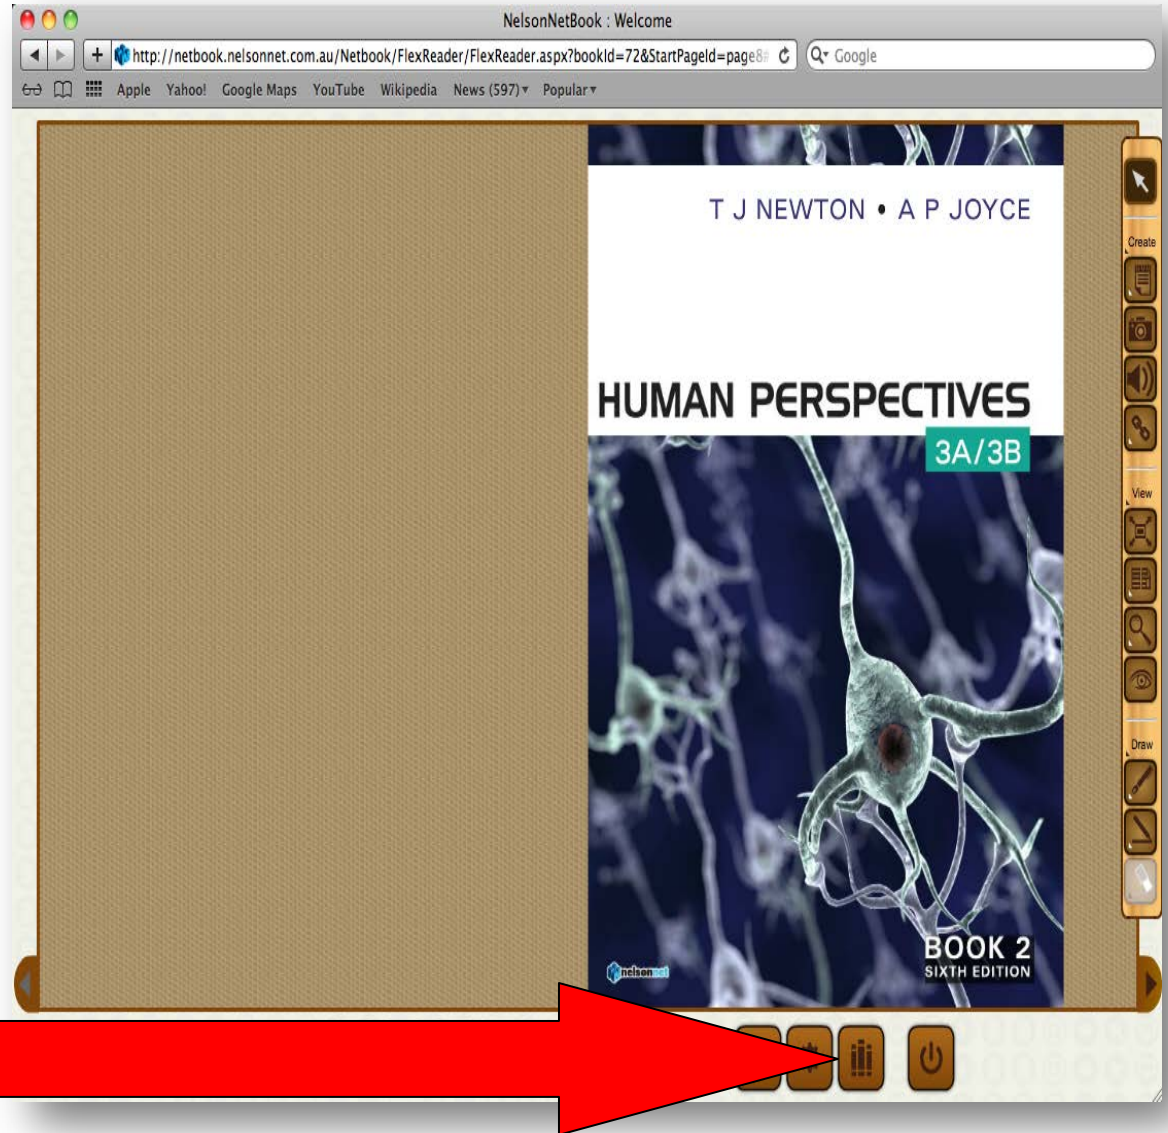 NelsonNetBook : Welcome
http://netbook.nelsonnet.com.au/Netbook/FlexReader/FlexReader.aspx?bookId=72&StartPageId=page8#
Google
Apple Yahoo! Google Maps YouTube Wikipedia News (597) Popular
T J NEWTON • A P JOYCE
HUMAN PERSPECTIVES
3A/3B
Create
View
Draw
BOOK 2
SIXTH EDITION
nelsonnet